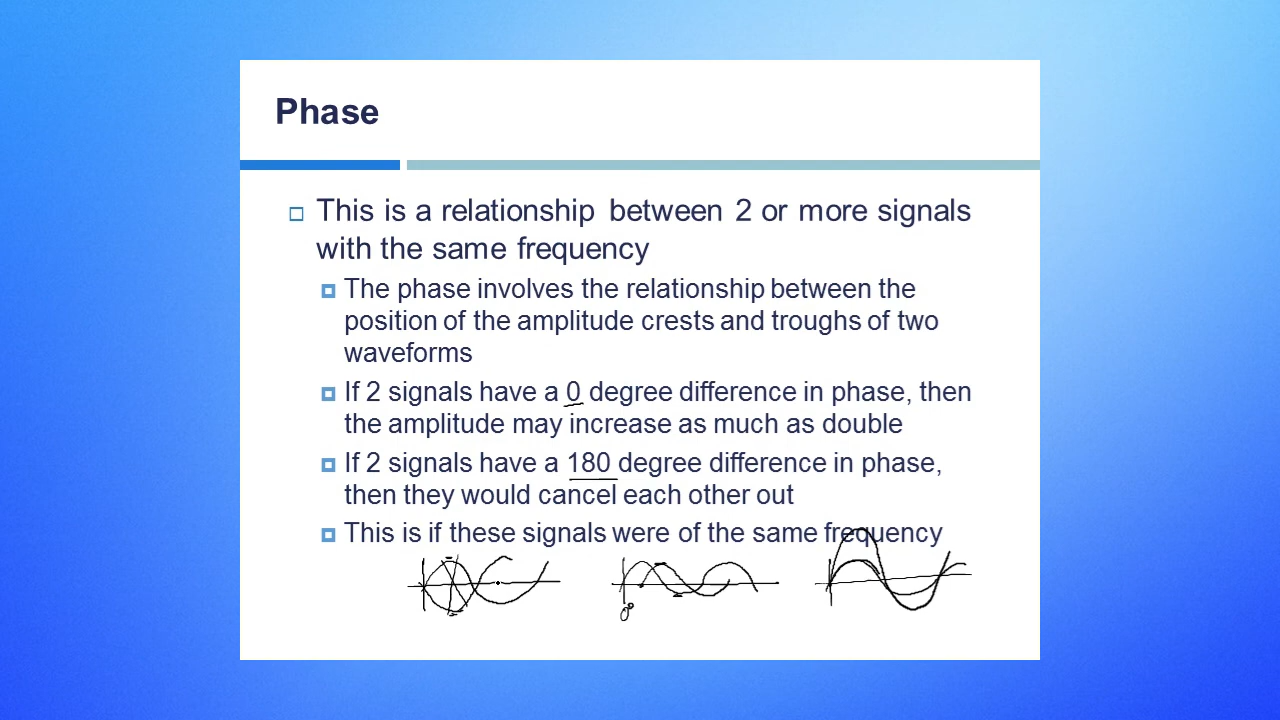 Phase
This is a relationship between 2 or more signals
with the same frequency
The phase involves the relationship between the
position of the amplitude crests and troughs of two
waveforms
If 2 signals have a 0 degree difference in phase, then
the amplitude may increase as much as double
If 2 signals have a 180 degree difference in phase,
then they would cancel each other out
This is if these signals were of the same frequency
0°